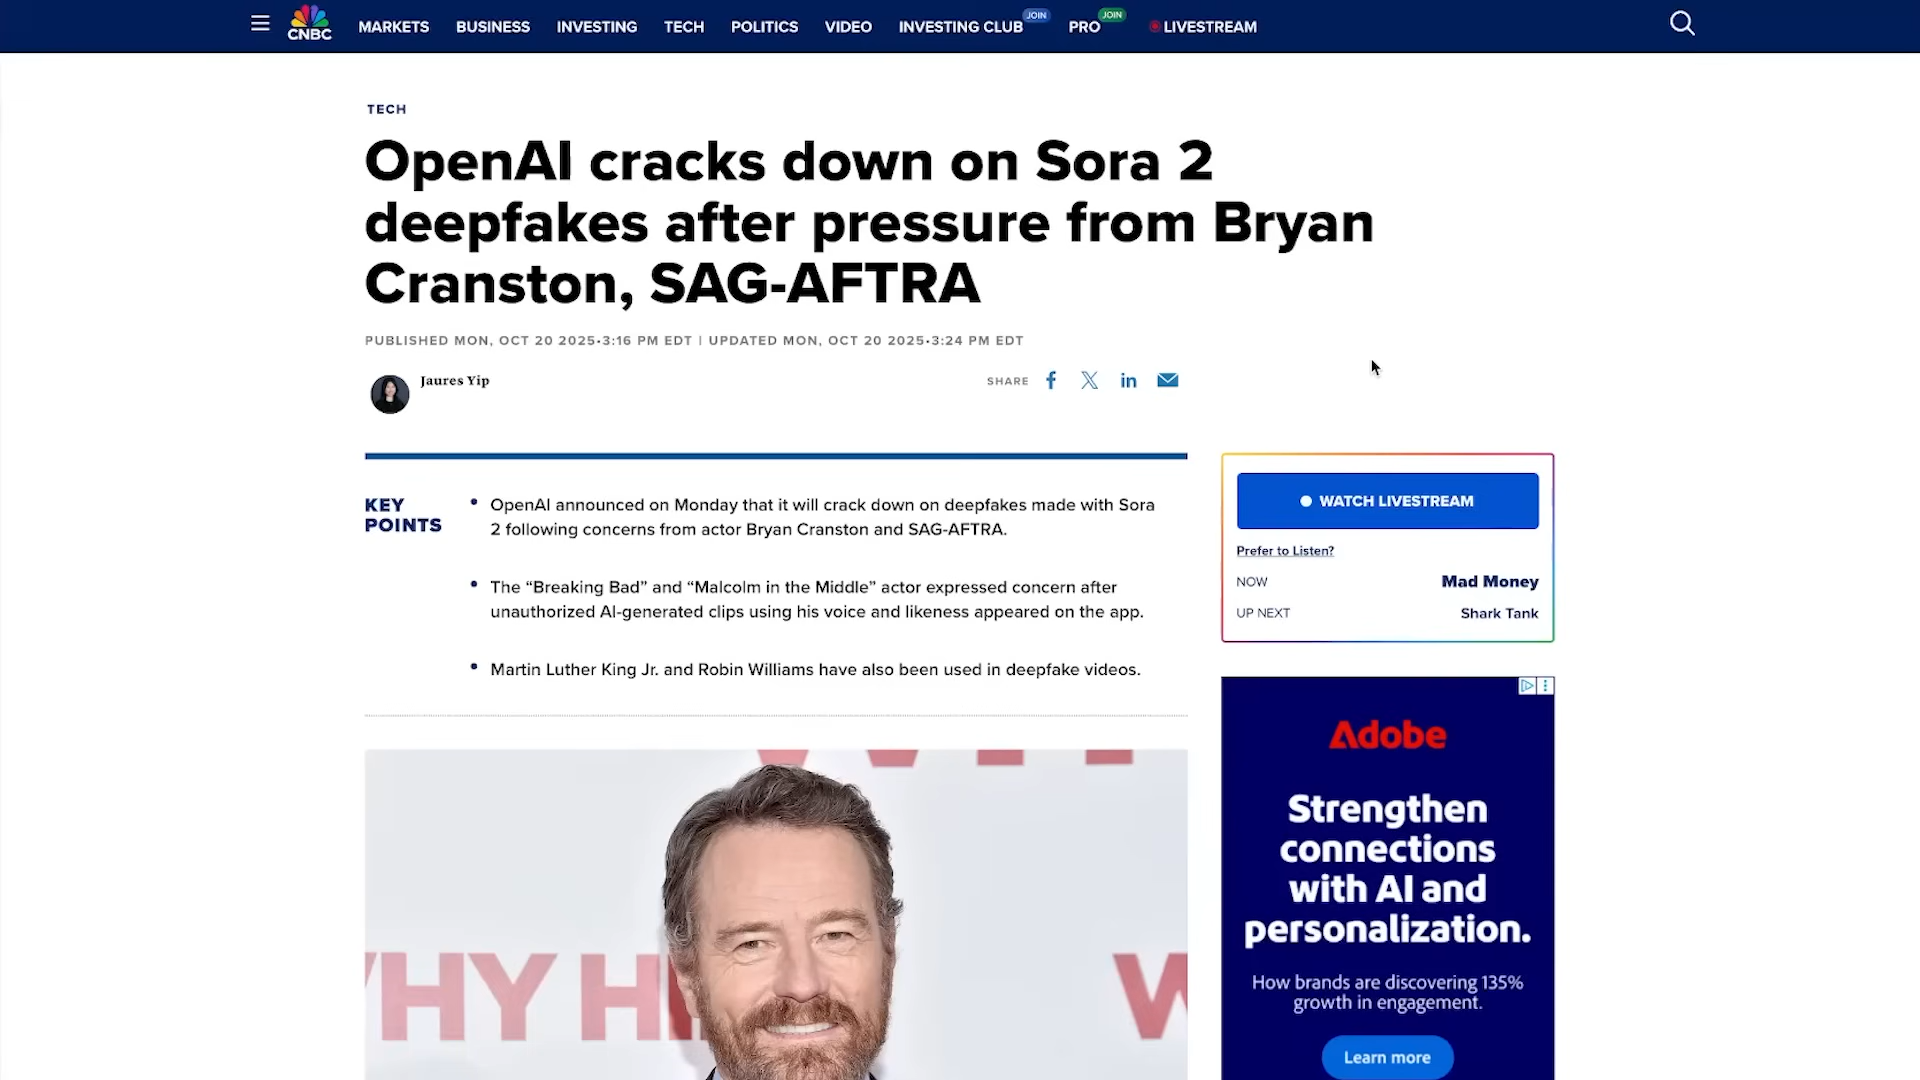 CNBC
MARKETS
BUSINESS
INVESTING
TECH
POLITICS
VIDEO
INVESTING CLUB
JOIN
PRO
JOIN
LIVESTREAM
TECH
OpenAI cracks down on Sora 2
deepfakes after pressure from Bryan
Cranston, SAG-AFTRA
PUBLISHED MON, OCT 20 2025•3:16 PM EDT | UPDATED MON, OCT 20 2025•3:24 PM EDT
Jaures Yip
SHARE
KEY
POINTS
• OpenAI announced on Monday that it will crack down on deepfakes made with Sora
2 following concerns from actor Bryan Cranston and SAG-AFTRA.
• The “Breaking Bad” and “Malcolm in the Middle” actor expressed concern after
unauthorized AI-generated clips using his voice and likeness appeared on the app.
• Martin Luther King Jr. and Robin Williams have also been used in deepfake videos.
WATCH LIVESTREAM
Prefer to Listen?
NOW
Mad Money
UP NEXT
Shark Tank
Adobe
Strengthen
connections
with AI and
personalization.
How brands are discovering 135%
growth in engagement.
Learn more